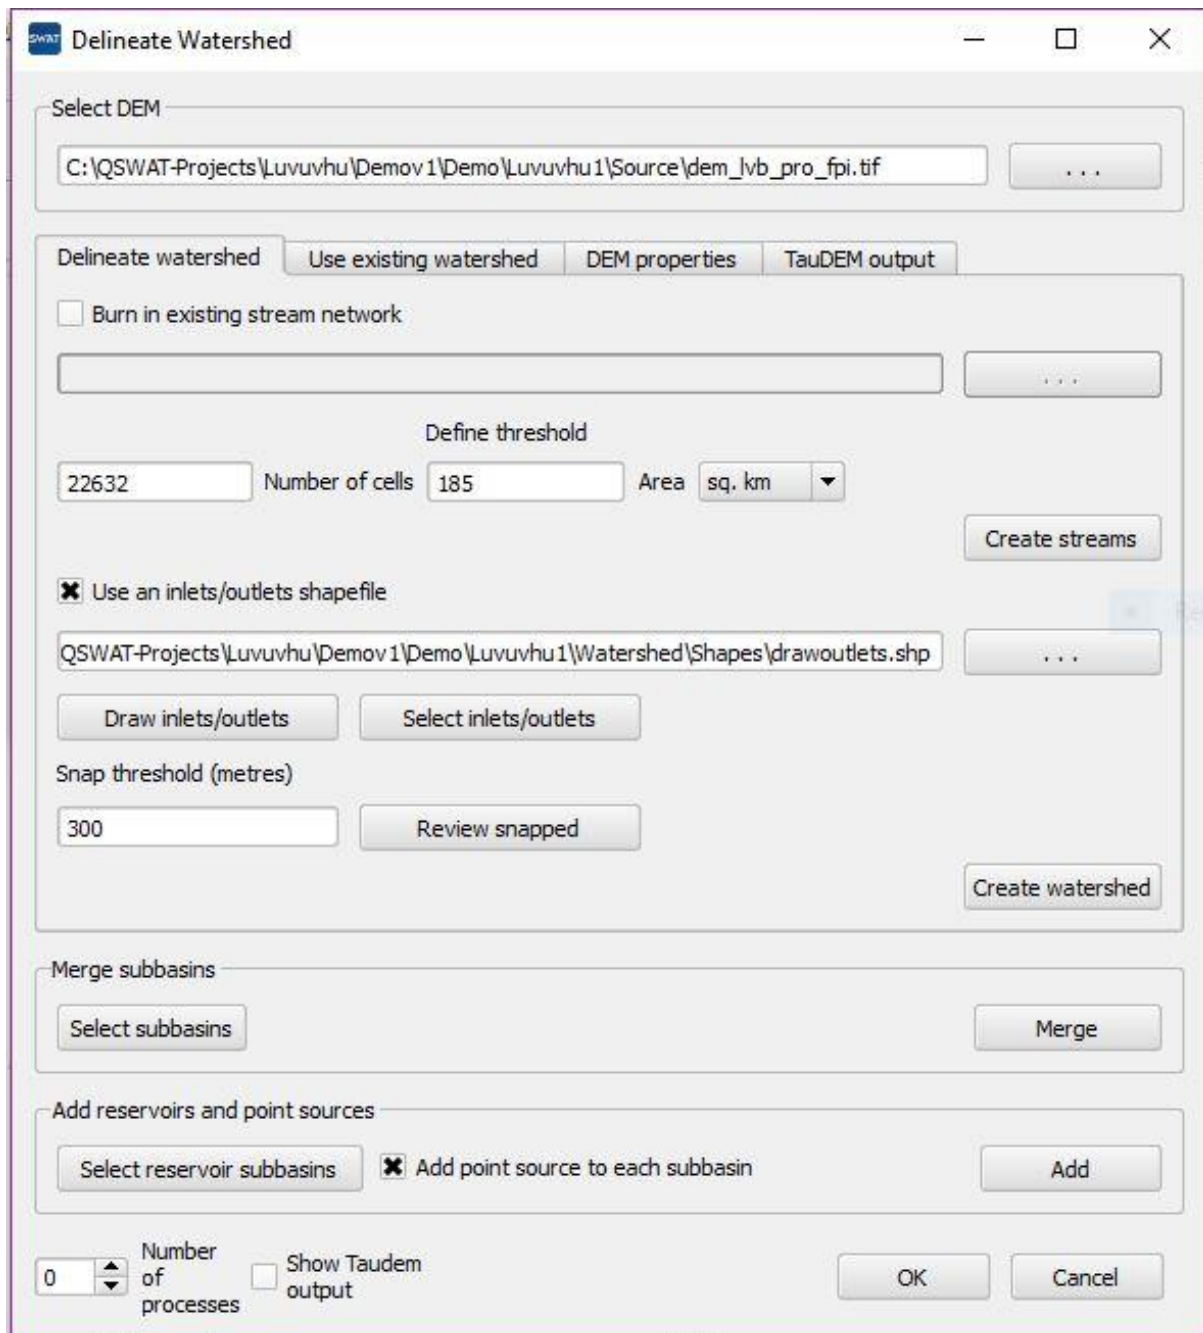 SWAT Delineate Watershed
Select DEM
C:\QSWAT-Projects\Luvuvhu\Demov1\Demo\Luvuvhu1\Source\dem_lvb_pro_fpi.tif ...
Delineate watershed Use existing watershed DEM properties TauDEM output
Burn in existing stream network
...
Define threshold
22632 Number of cells 185 Area sq. km
Create streams
Use an inlets/outlets shapefile
QSWAT-Projects\Luvuvhu\Demov1\Demo\Luvuvhu1\Watershed\Shapes\drawoutlets.shp ...
Draw inlets/outlets Select inlets/outlets
Snap threshold (metres)
300 Review snapped
Create watershed
Merge subbasins
Select subbasins Merge
Add reservoirs and point sources
Select reservoir subbasins Add point source to each subbasin Add
0 Number of processes Show Taudem output OK Cancel